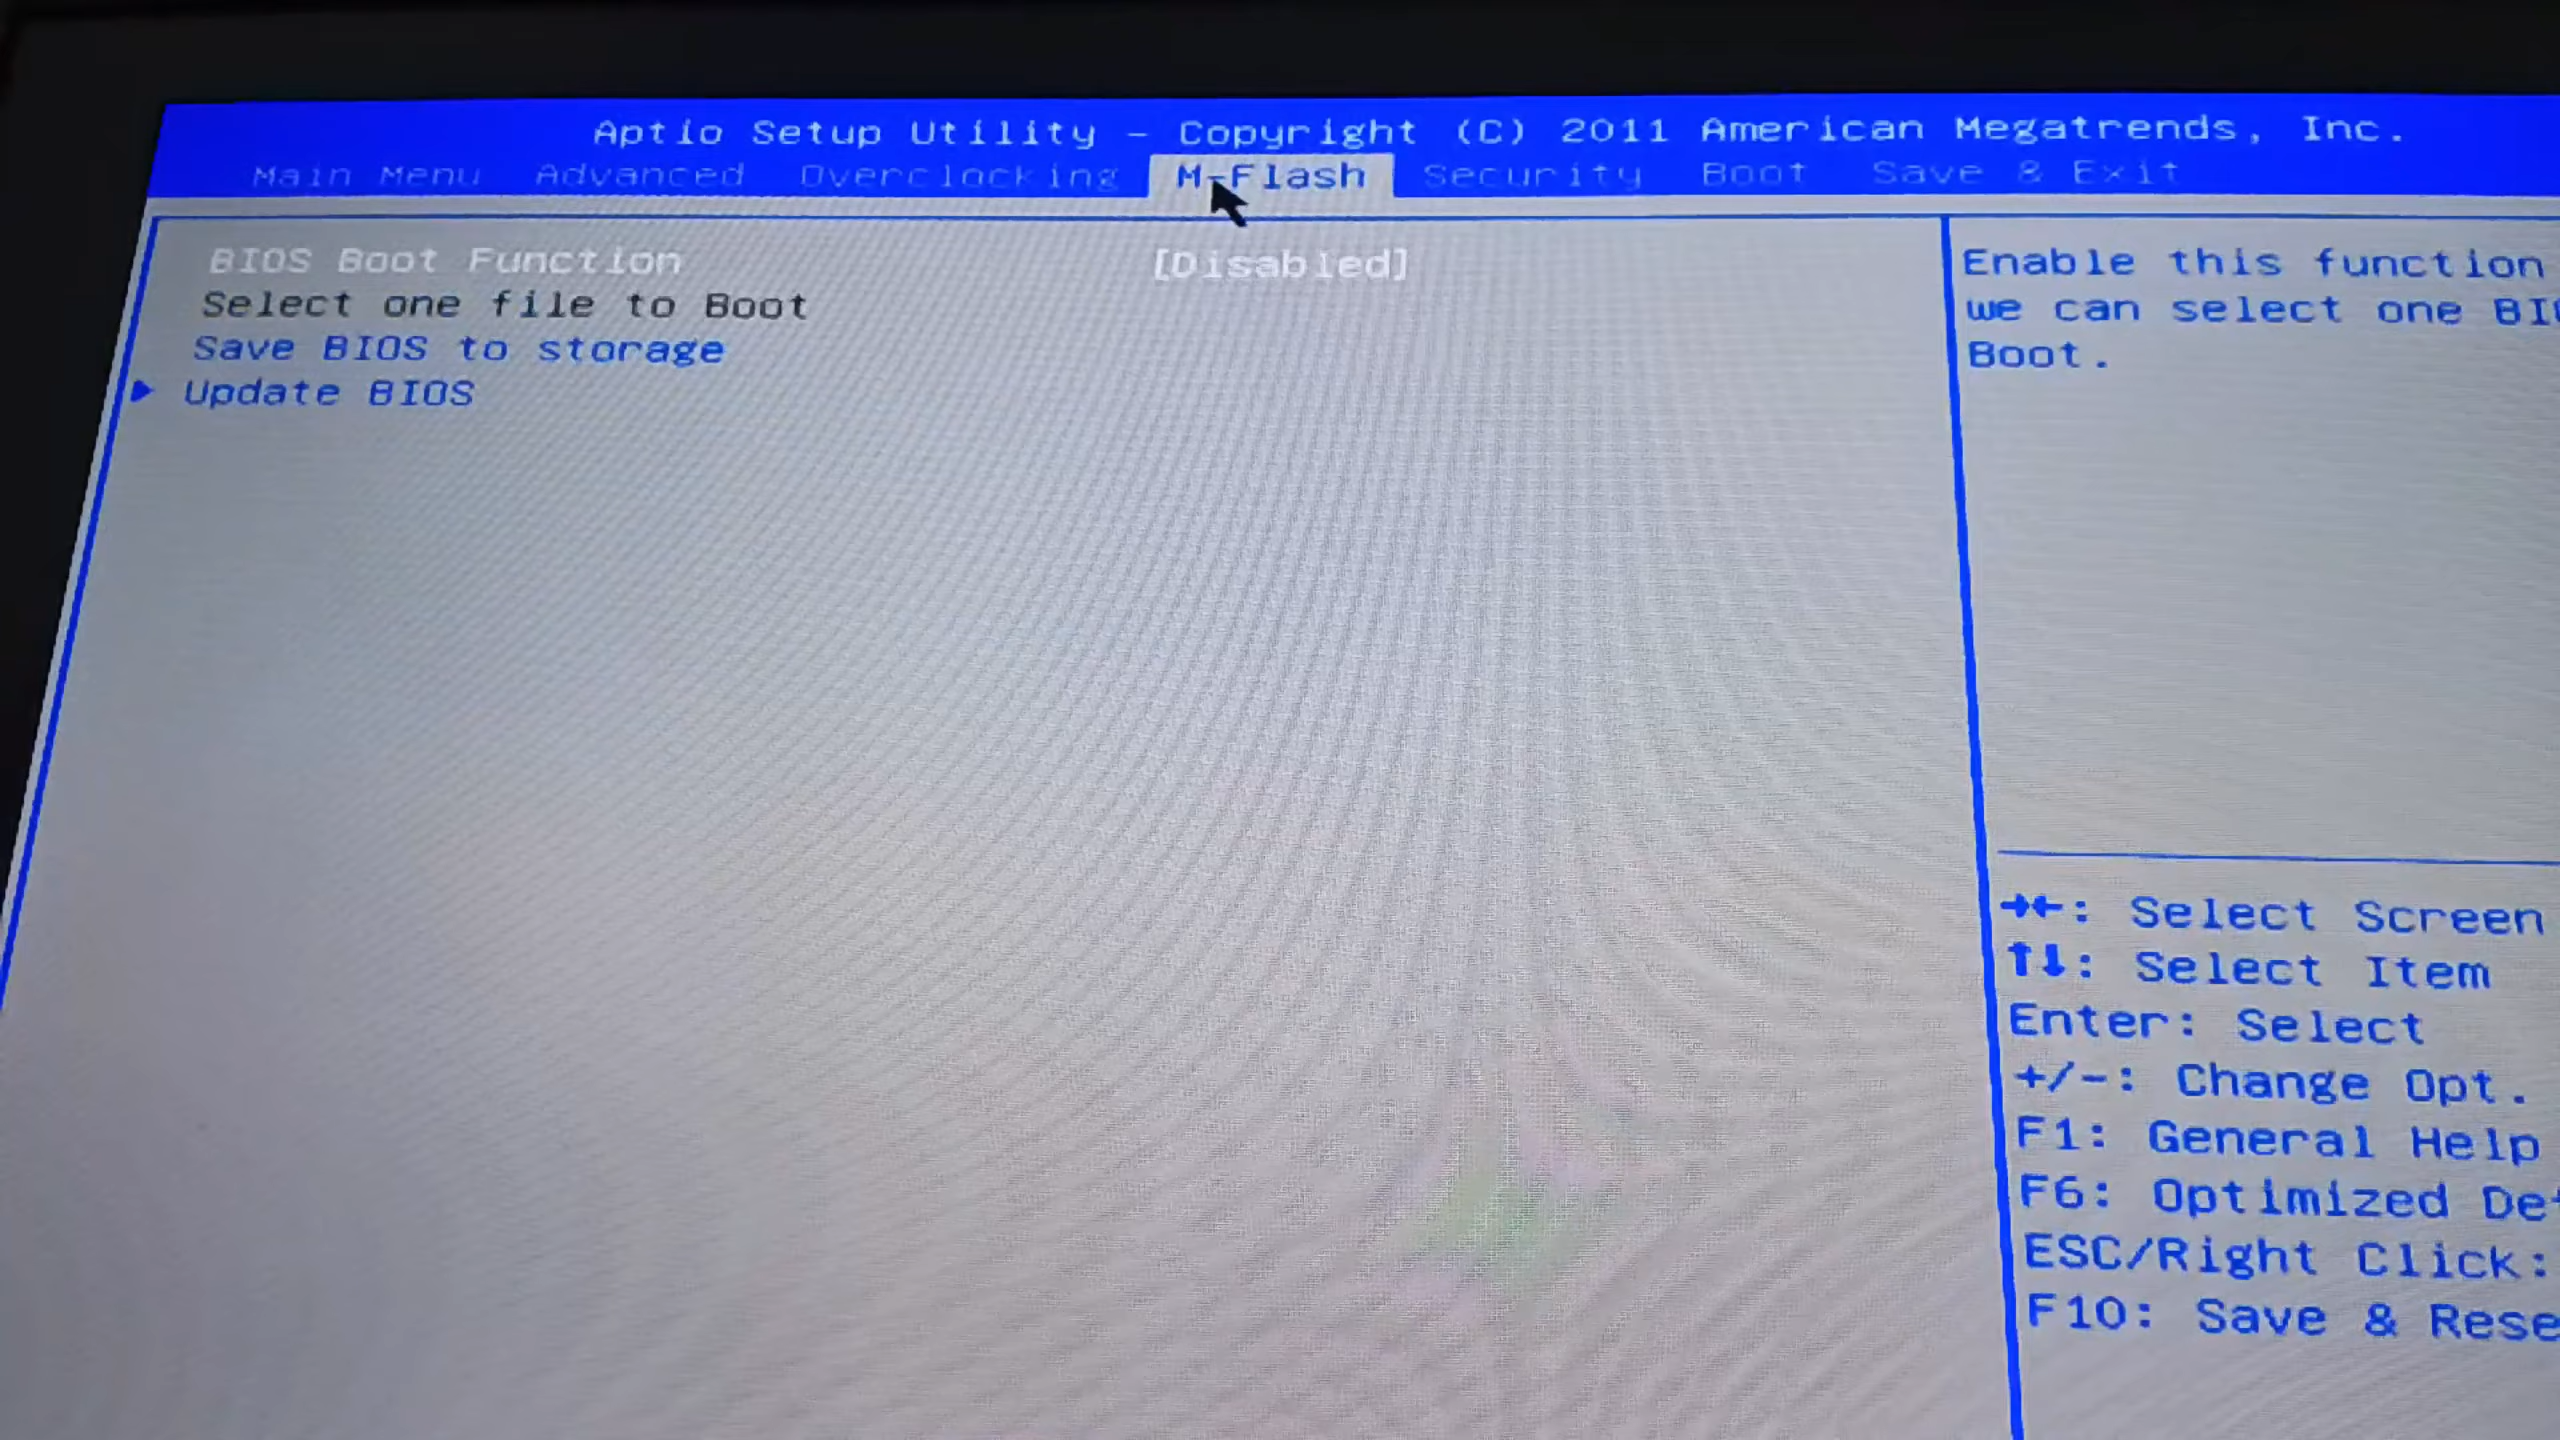 Aptio Setup Utility – Copyright (C) 2011 American Megatrends, Inc.
Main Menu Advanced Overclocking M-Flash Security Boot Save & Exit
BIOS Boot Function [Disabled]
Select one file to Boot
Save BIOS to storage
▶ Update BIOS
Enable this function
we can select one
Boot.
→←: Select Screen
↑↓: Select Item
Enter: Select
+/-: Change Opt.
F1: General Help
F6: Optimized
ESC/Right Click:
F10: Save &